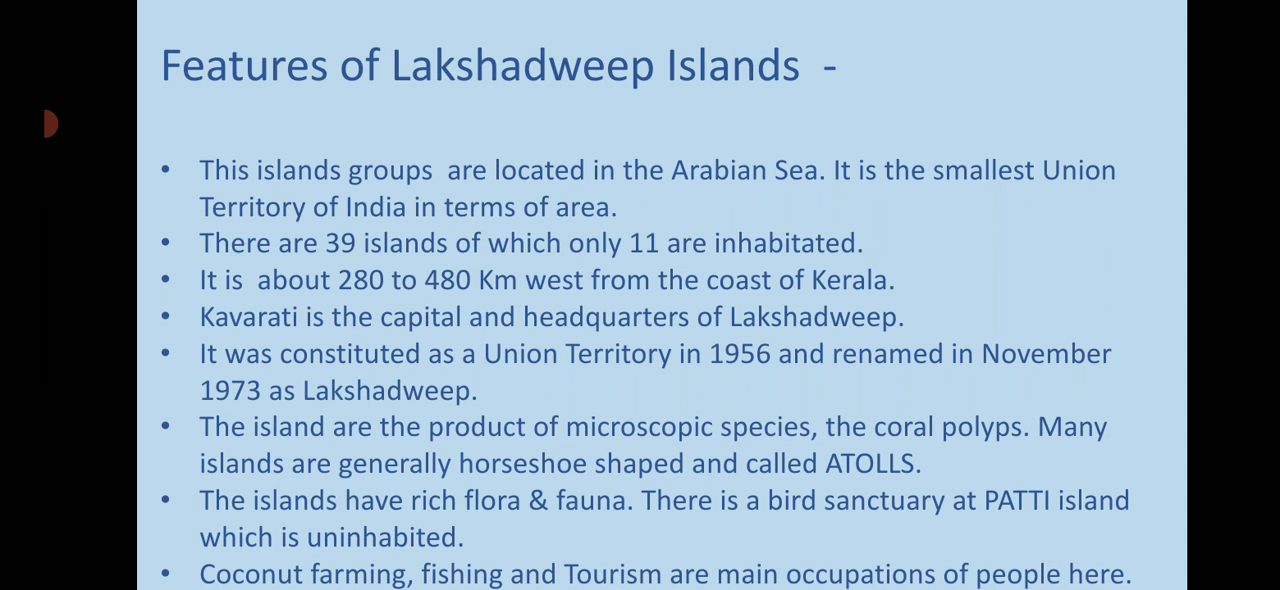 Features of Lakshadweep Islands -
• This islands groups are located in the Arabian Sea. It is the smallest Union
Territory of India in terms of area.
• There are 39 islands of which only 11 are inhabitated.
• It is about 280 to 480 Km west from the coast of Kerala.
• Kavarati is the capital and headquarters of Lakshadweep.
• It was constituted as a Union Territory in 1956 and renamed in November
1973 as Lakshadweep.
• The island are the product of microscopic species, the coral polyps. Many
islands are generally horseshoe shaped and called ATOLLS.
• The islands have rich flora & fauna. There is a bird sanctuary at PATTI island
which is uninhabited.
• Coconut farming, fishing and Tourism are main occupations of people here.